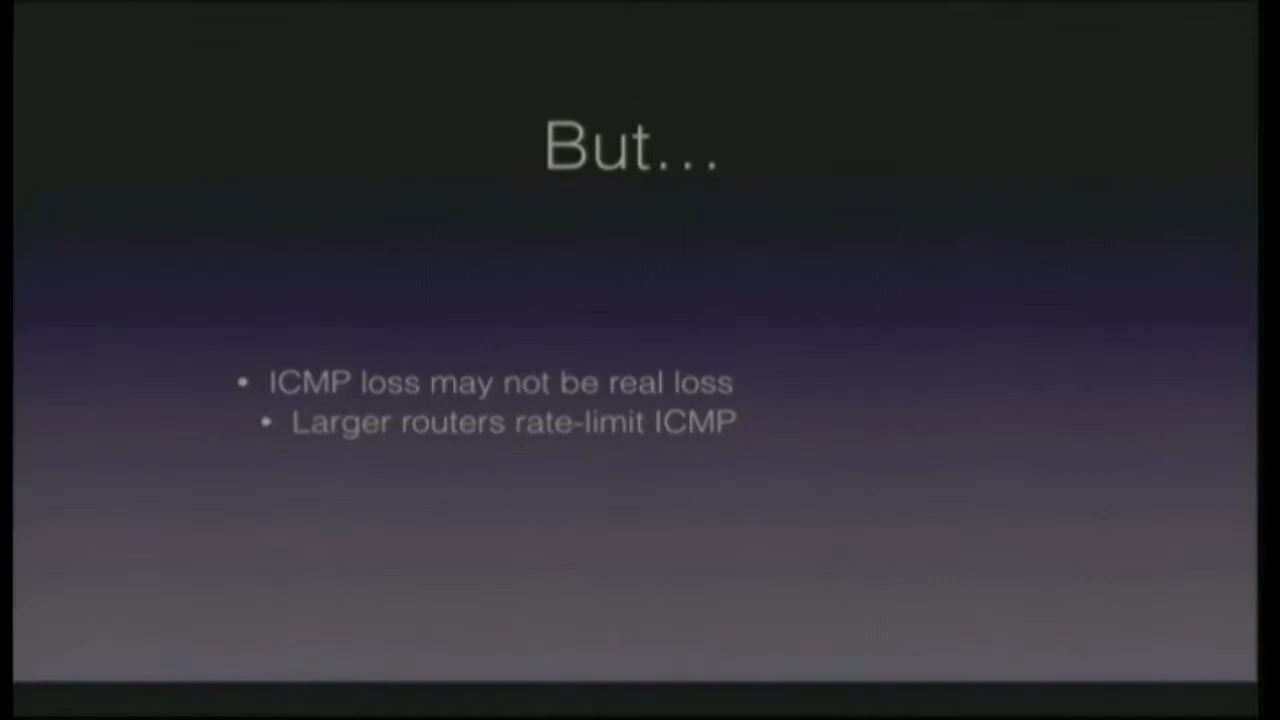 But...
• ICMP loss may not be real loss
• Larger routers rate-limit ICMP